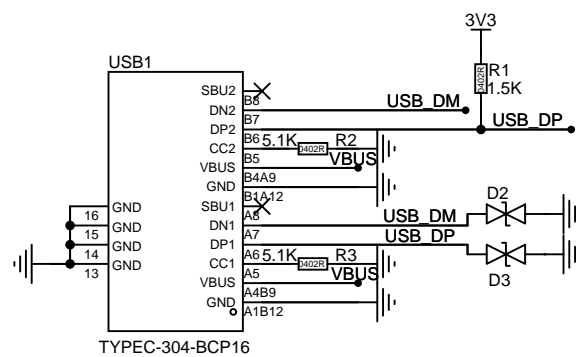 3V3
USB1
R1
1.5K
0402R
SBU2
B8
USB_DM
DN2
B7
USB_DP
DP2
B6
5.1K
0402R
R2
CC2
B5
VBUS
VBUS
B4A9
GND
B1A12
SBU1
A8
GND
16
USB_DM
D2
DN1
A7
GND
15
USB_DP
DP1
A6
GND
14
5.1K
0402R
R3
CC1
A5
GND
13
VBUS
VBUS
A4B9
D3
GND
A1B12
TYPEC-304-BCP16